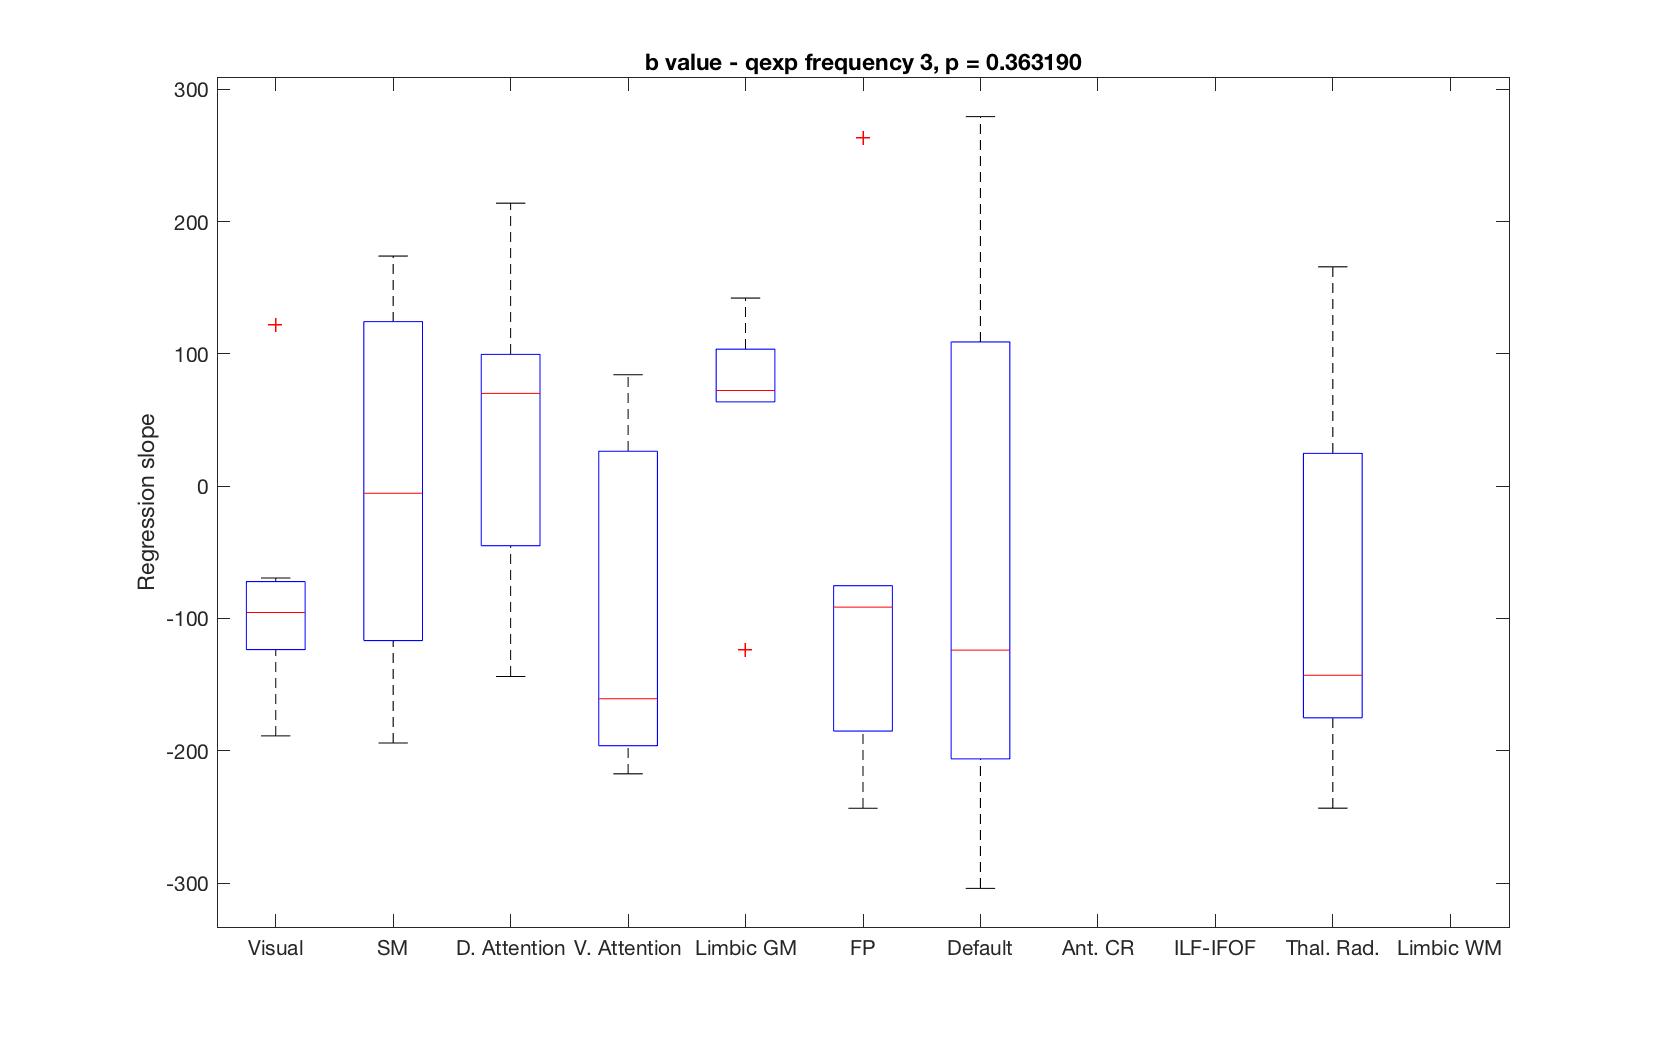 b value - qexp frequency 3, p = 0.363190
300
200
100
0
-100
-200
-300
Regression slope
Visual SM D. Attention V. Attention Limbic GM FP Default Ant. CR ILF-IFOF Thal. Rad. Limbic WM